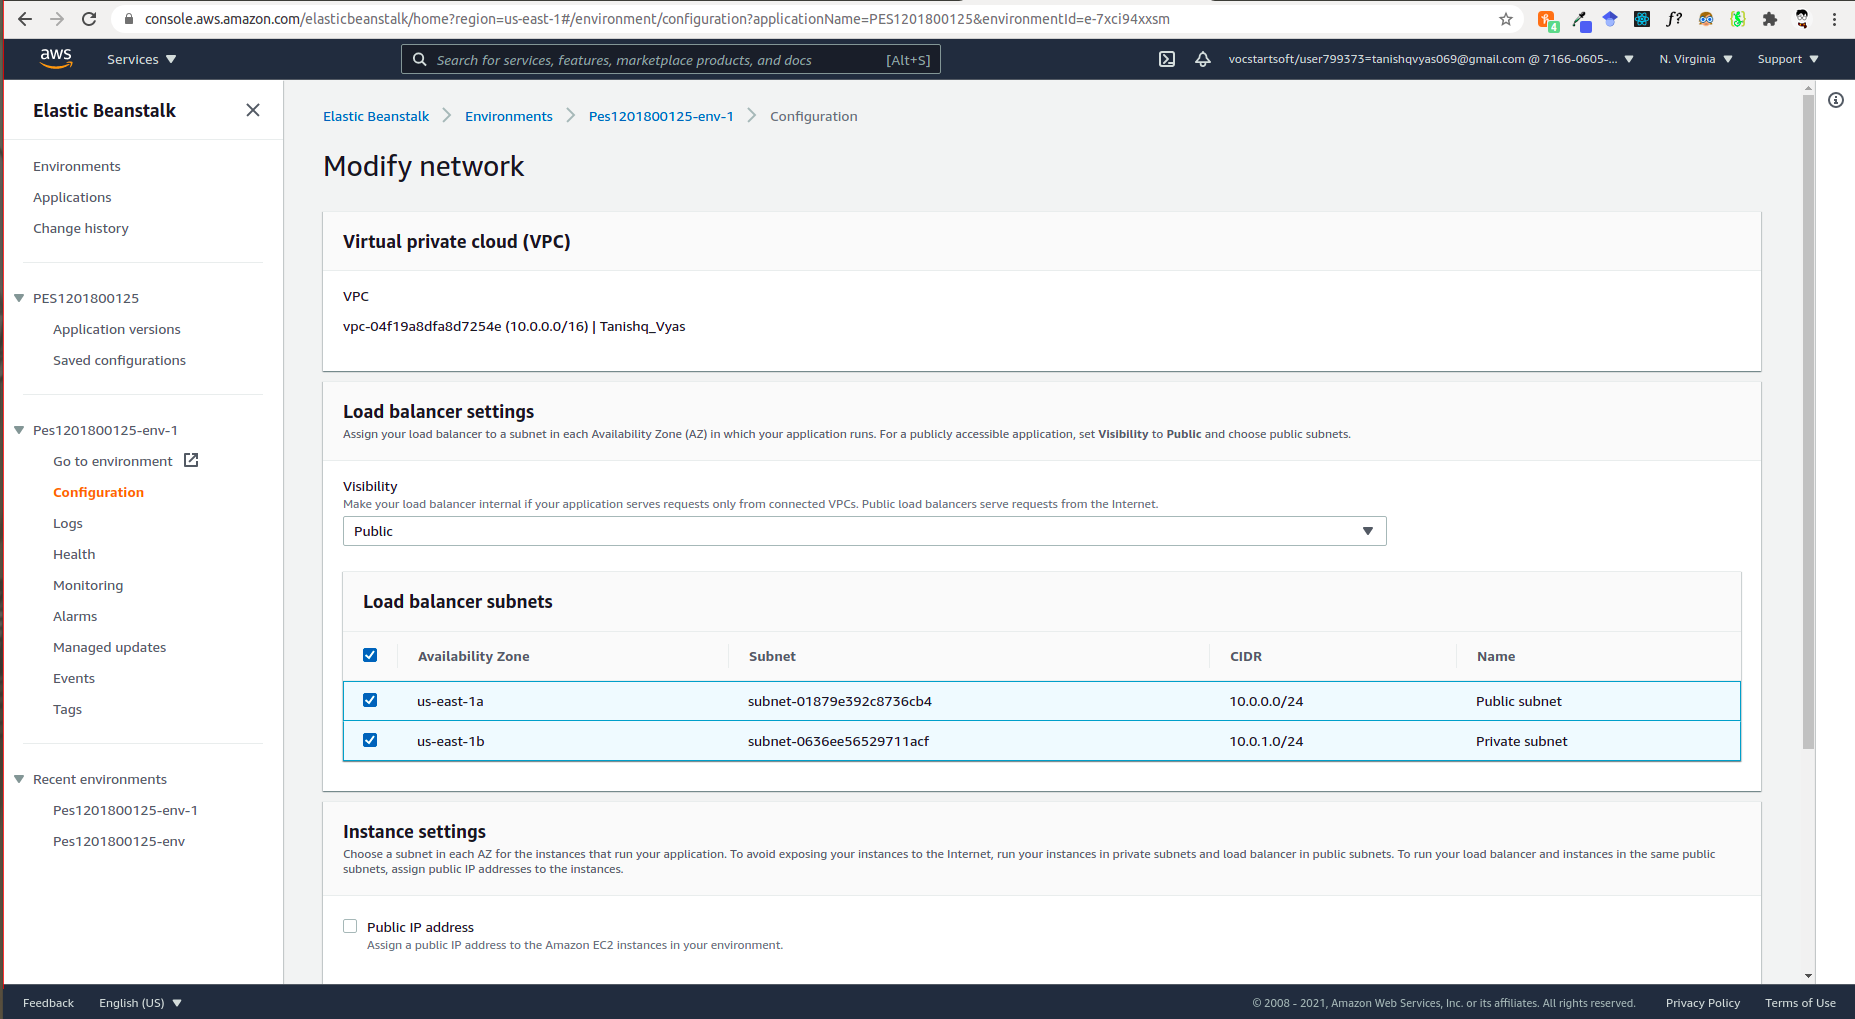 console.aws.amazon.com/elasticbeanstalk/home?region=us-east-1#/environment/configuration?applicationName=PES1201800125&environmentId=e-7xci94xxsm
4
f?
aws
Services
Search for services, features, marketplace products, and docs [Alt+S]
vocstartsoft/user799373=tanishqvyas069@gmail.com @ 7166-0605-...
N. Virginia
Support
Elastic Beanstalk
Environments
Applications
Change history
PES1201800125
Application versions
Saved configurations
Pes1201800125-env-1
Go to environment
Configuration
Logs
Health
Monitoring
Alarms
Managed updates
Events
Tags
Recent environments
Pes1201800125-env-1
Pes1201800125-env
Elastic Beanstalk
Environments
Pes1201800125-env-1
Configuration
Modify network
Virtual private cloud (VPC)
VPC
vpc-04f19a8dfa8d7254e (10.0.0.0/16) | Tanishq_Vyas
Load balancer settings
Assign your load balancer to a subnet in each Availability Zone (AZ) in which your application runs. For a publicly accessible application, set Visibility to Public and choose public subnets.
Visibility
Make your load balancer internal if your application serves requests only from connected VPCs. Public load balancers serve requests from the Internet.
Public
Load balancer subnets
Availability Zone Subnet CIDR Name
us-east-1a subnet-01879e392c8736cb4 10.0.0.0/24 Public subnet
us-east-1b subnet-0636ee56529711acf 10.0.1.0/24 Private subnet
Instance settings
Choose a subnet in each AZ for the instances that run your application. To avoid exposing your instances to the Internet, run your instances in private subnets and load balancer in public subnets. To run your load balancer and instances in the same public
subnets, assign public IP addresses to the instances.
Public IP address
Assign a public IP address to the Amazon EC2 instances in your environment.
Feedback
English (US)
© 2008 - 2021, Amazon Web Services, Inc. or its affiliates. All rights reserved.
Privacy Policy
Terms of Use